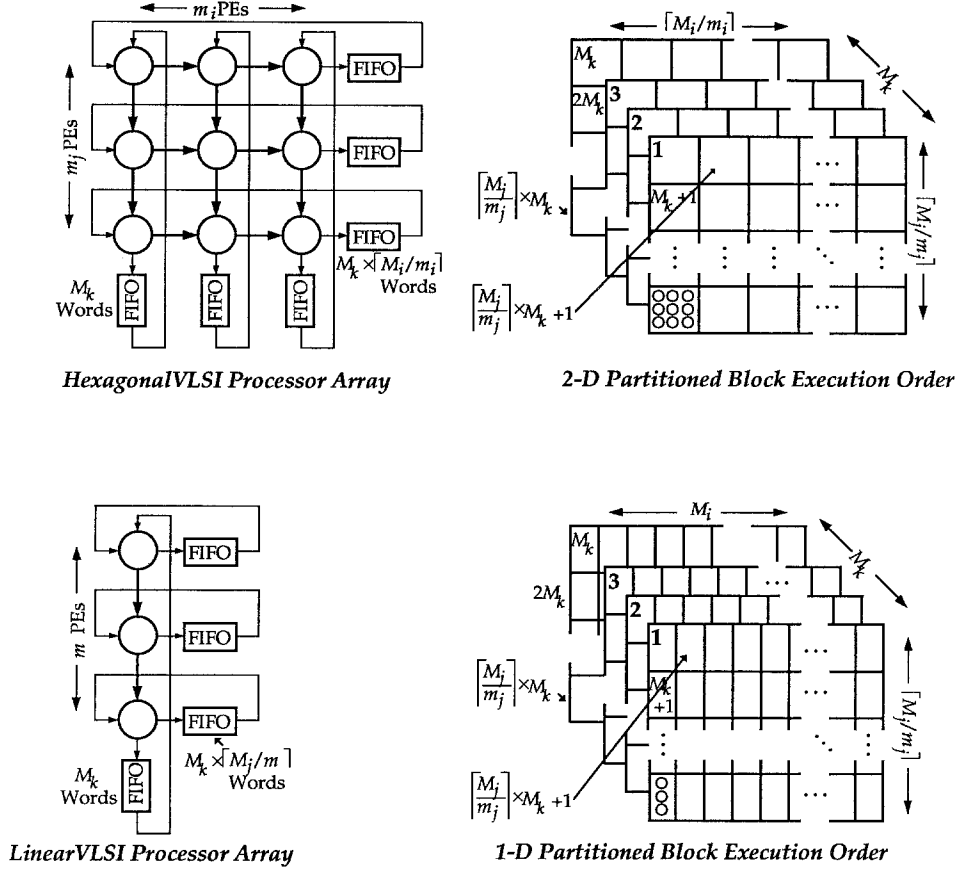 m_i PEs
m_j PEs
FIFO
FIFO
FIFO
M_k × ⌈M_i/m_i⌉
Words
M_k
Words
FIFO
FIFO
FIFO
HexagonalVLSI Processor Array
⌈M_i/m_i⌉
M_k
M_k
2M_k
3
2
1
...
M_k+1
...
⌈M_j/m_j⌉×M_k
⌈M_j/m_j⌉
⌈M_j/m_j⌉×M_k +1
...
2-D Partitioned Block Execution Order
m PEs
FIFO
FIFO
FIFO
M_k × ⌈M_j/m⌉
Words
M_k
Words
FIFO
LinearVLSI Processor Array
M_i
M_k
M_k
2M_k
3
...
2
1
...
M_k
+1
...
⌈M_j/m_j⌉×M_k
⌈M_j/m_j⌉
⌈M_j/m_j⌉×M_k +1
...
1-D Partitioned Block Execution Order